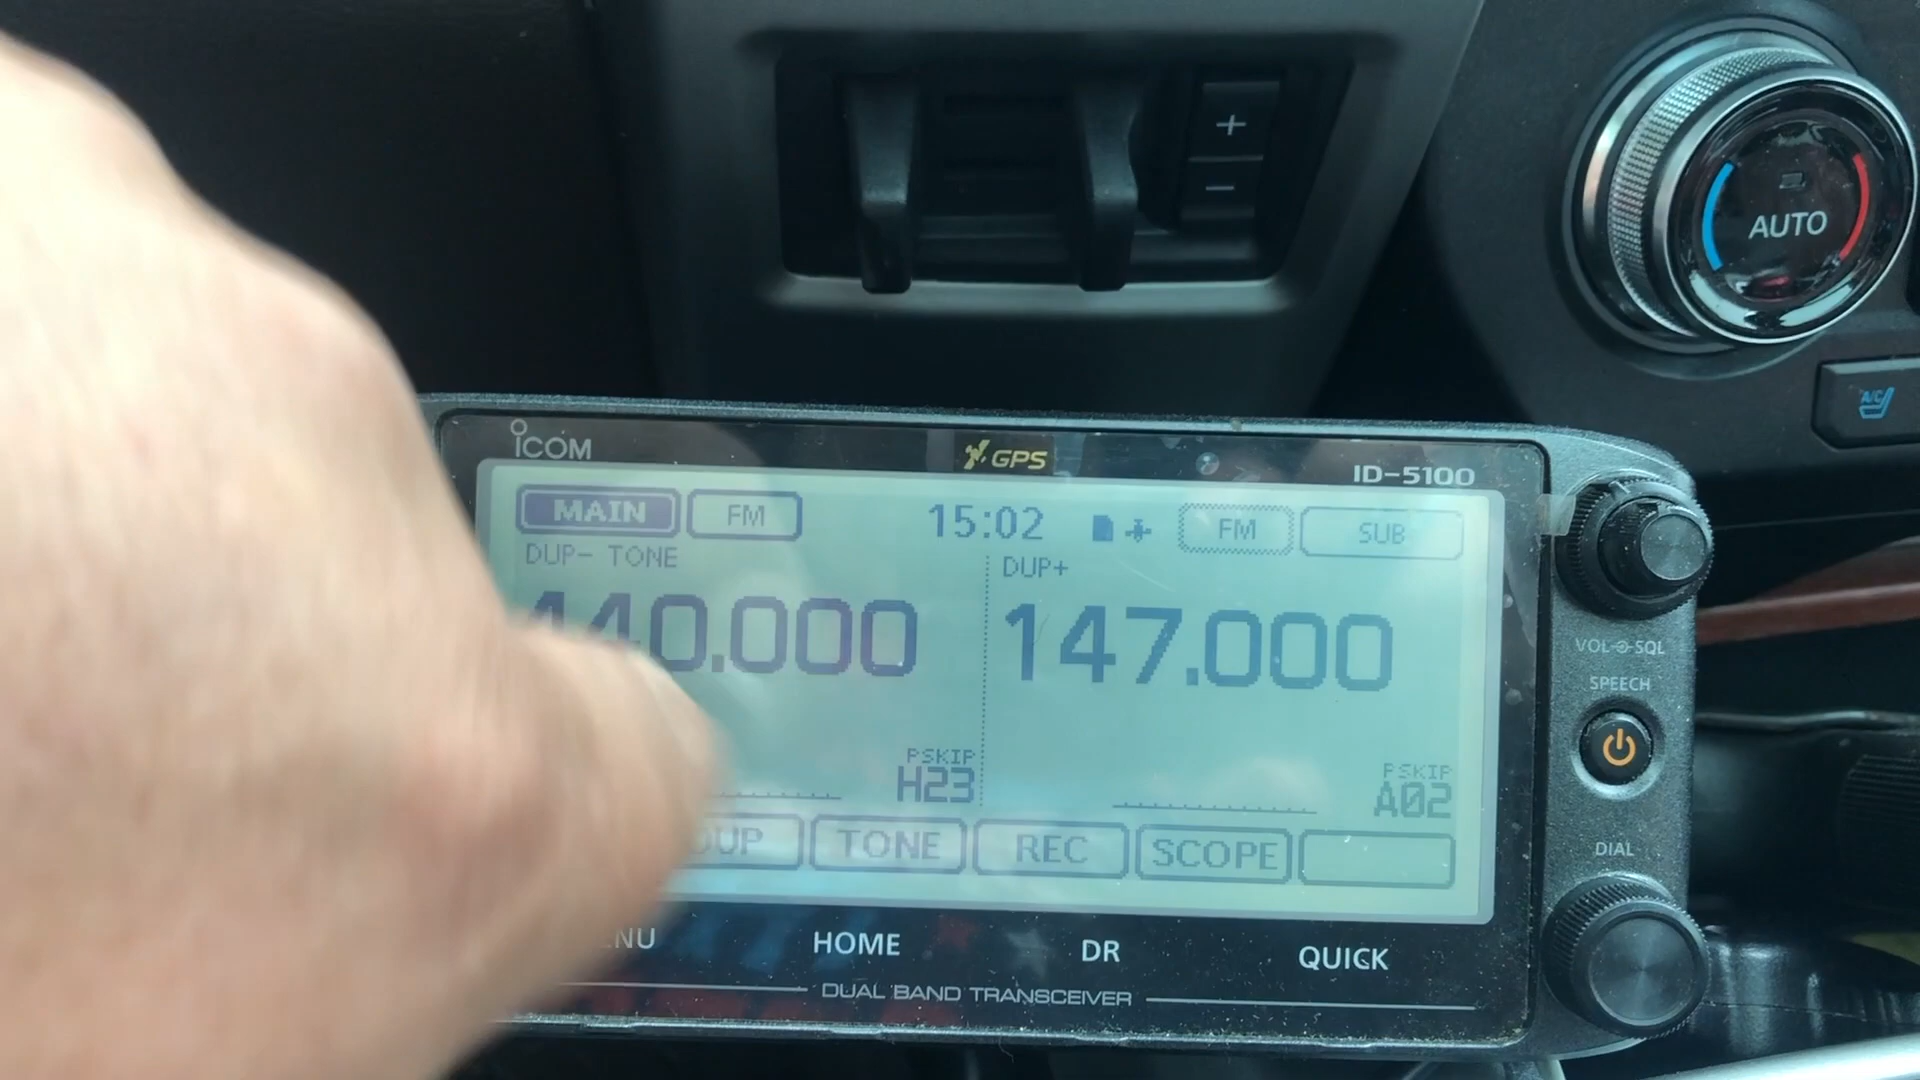 +
−
AUTO
A/C
ICOM
GPS
ID-5100
MAIN FM 15:02 FM SUB
DUP- TONE DUP+
440.000 147.000
VOL SQL
SPEECH
PSKIP PSKIP
H23 A02
DUP TONE REC SCOPE
DIAL
HOME DR QUICK
DUAL BAND TRANSCEIVER